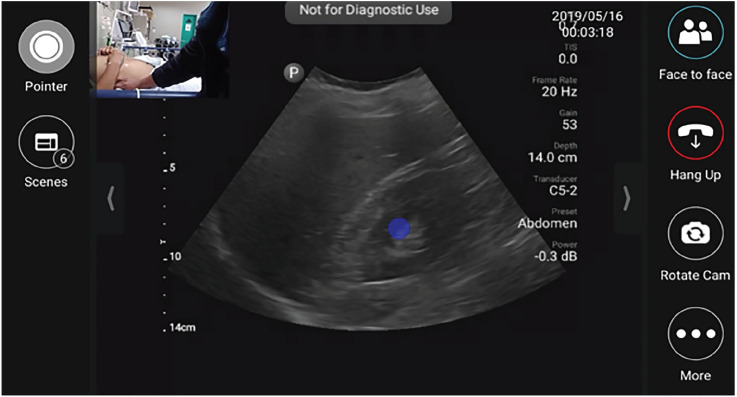 Not for Diagnostic Use
2019/05/16
00:03:18
0.7
TIS
0.0
Frame Rate
20 Hz
Gain
53
Depth
14.0 cm
Transducer
C5-2
Preset
Abdomen
Power
-0.3 dB
P
5
10
14cm
Pointer
6
Scenes
Face to face
Hang Up
Rotate Cam
More